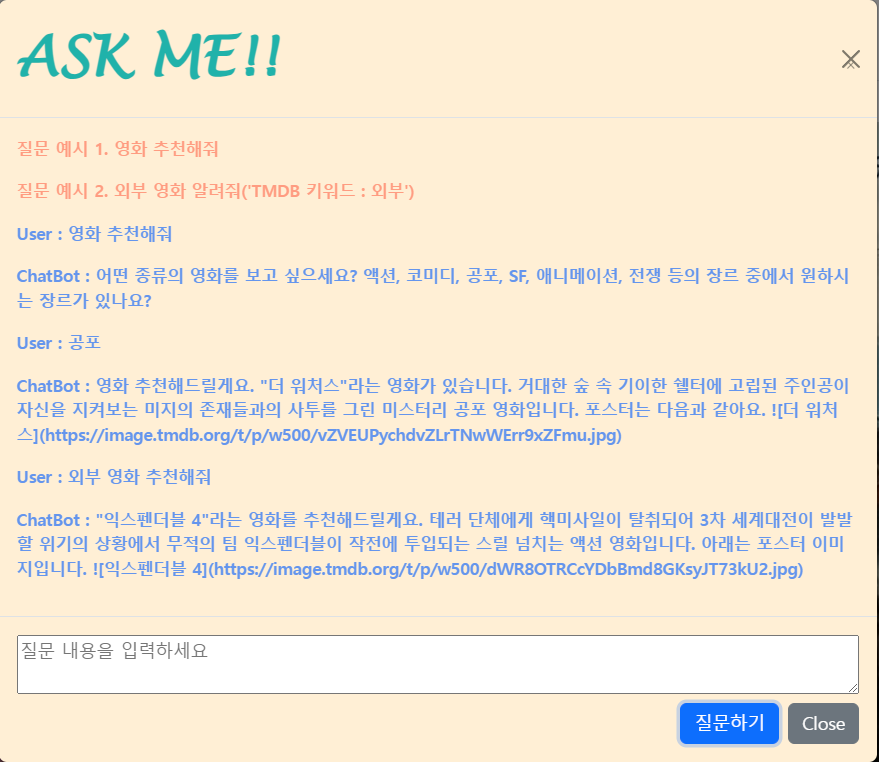 ASK ME!!
질문 예시 1. 영화 추천해줘
질문 예시 2. 외부 영화 알려줘('TMDB 키워드 : 외부')
User : 영화 추천해줘
ChatBot : 어떤 종류의 영화를 보고 싶으세요? 액션, 코미디, 공포, SF, 애니메이션, 전쟁 등의 장르 중에서 원하시
는 장르가 있나요?
User : 공포
ChatBot : 영화 추천해드릴게요. "더 워처스"라는 영화가 있습니다. 거대한 숲 속 기이한 쉘터에 고립된 주인공이
자신을 지켜보는 미지의 존재들과의 사투를 그린 미스터리 공포 영화입니다. 포스터는 다음과 같아요. ![더 워처
스](https://image.tmdb.org/t/p/w500/vZVEUPychdvZLrTNwWErr9xZFmu.jpg)
User : 외부 영화 추천해줘
ChatBot : "익스펜더블 4"라는 영화를 추천해드릴게요. 테러 단체에게 핵미사일이 탈취되어 3차 세계대전이 발발
할 위기의 상황에서 무적의 팀 익스펜더블이 작전에 투입되는 스릴 넘치는 액션 영화입니다. 아래는 포스터 이미
지입니다. ![익스펜더블 4](https://image.tmdb.org/t/p/w500/dWR8OTRCcYDbBmd8GKsyJT73kU2.jpg)
질문 내용을 입력하세요
질문하기 Close